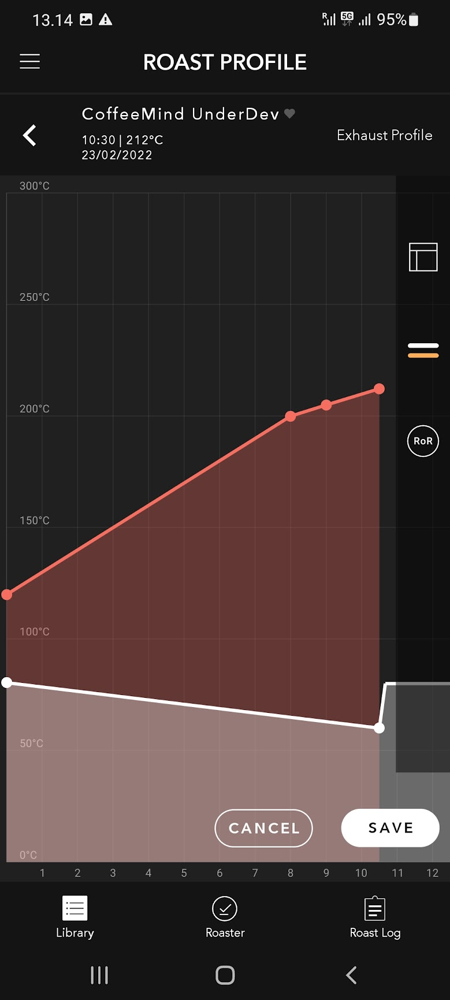 13.14 R 5G 95%
ROAST PROFILE
CoffeeMind UnderDev
10:30 | 212°C
23/02/2022
Exhaust Profile
300°C
250°C
200°C
RoR
150°C
100°C
50°C
CANCEL SAVE
0°C
1 2 3 4 5 6 7 8 9 10 11 12
Library Roaster Roast Log